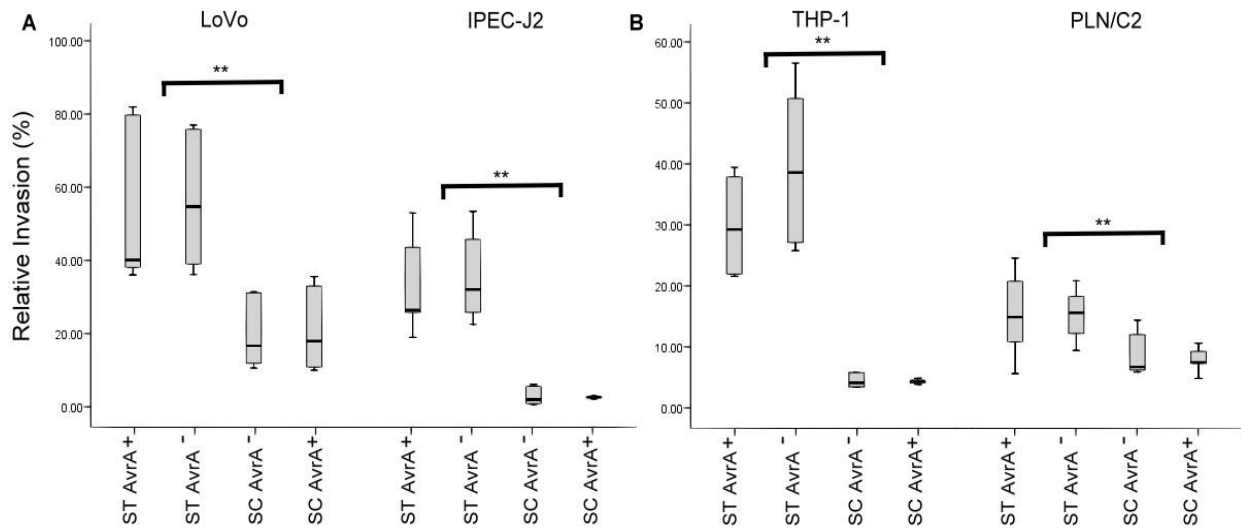 A
LoVo
IPEC-J2
Relative Invasion (%)
100.00
80.00
60.00
40.00
20.00
0.00
**
**
ST AvrA+
ST AvrA-
SC AvrA-
SC AvrA+
ST AvrA+
ST AvrA-
SC AvrA-
SC AvrA+
B
THP-1
PLN/C2
60.00
50.00
40.00
30.00
20.00
10.00
0.00
**
**
ST AvrA+
ST AvrA-
SC AvrA-
SC AvrA+
ST AvrA+
ST AvrA-
SC AvrA-
SC AvrA+